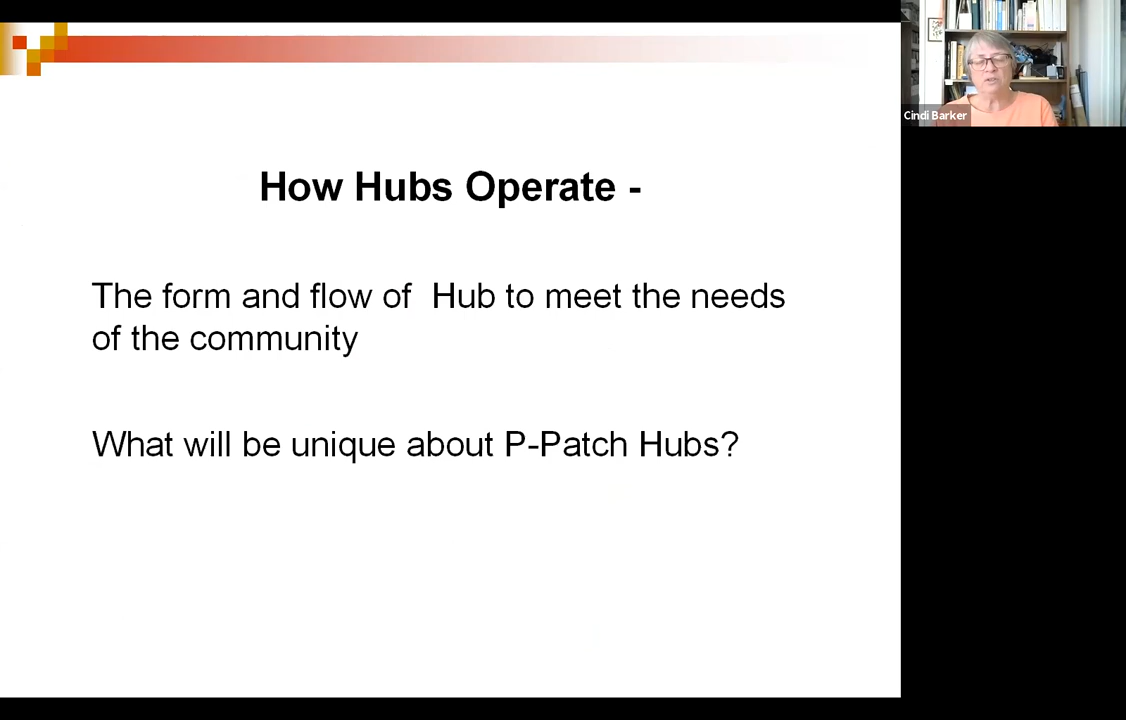 How Hubs Operate -
The form and flow of  Hub to meet the needs
of the community
What will be unique about P-Patch Hubs?
Cindi Barker